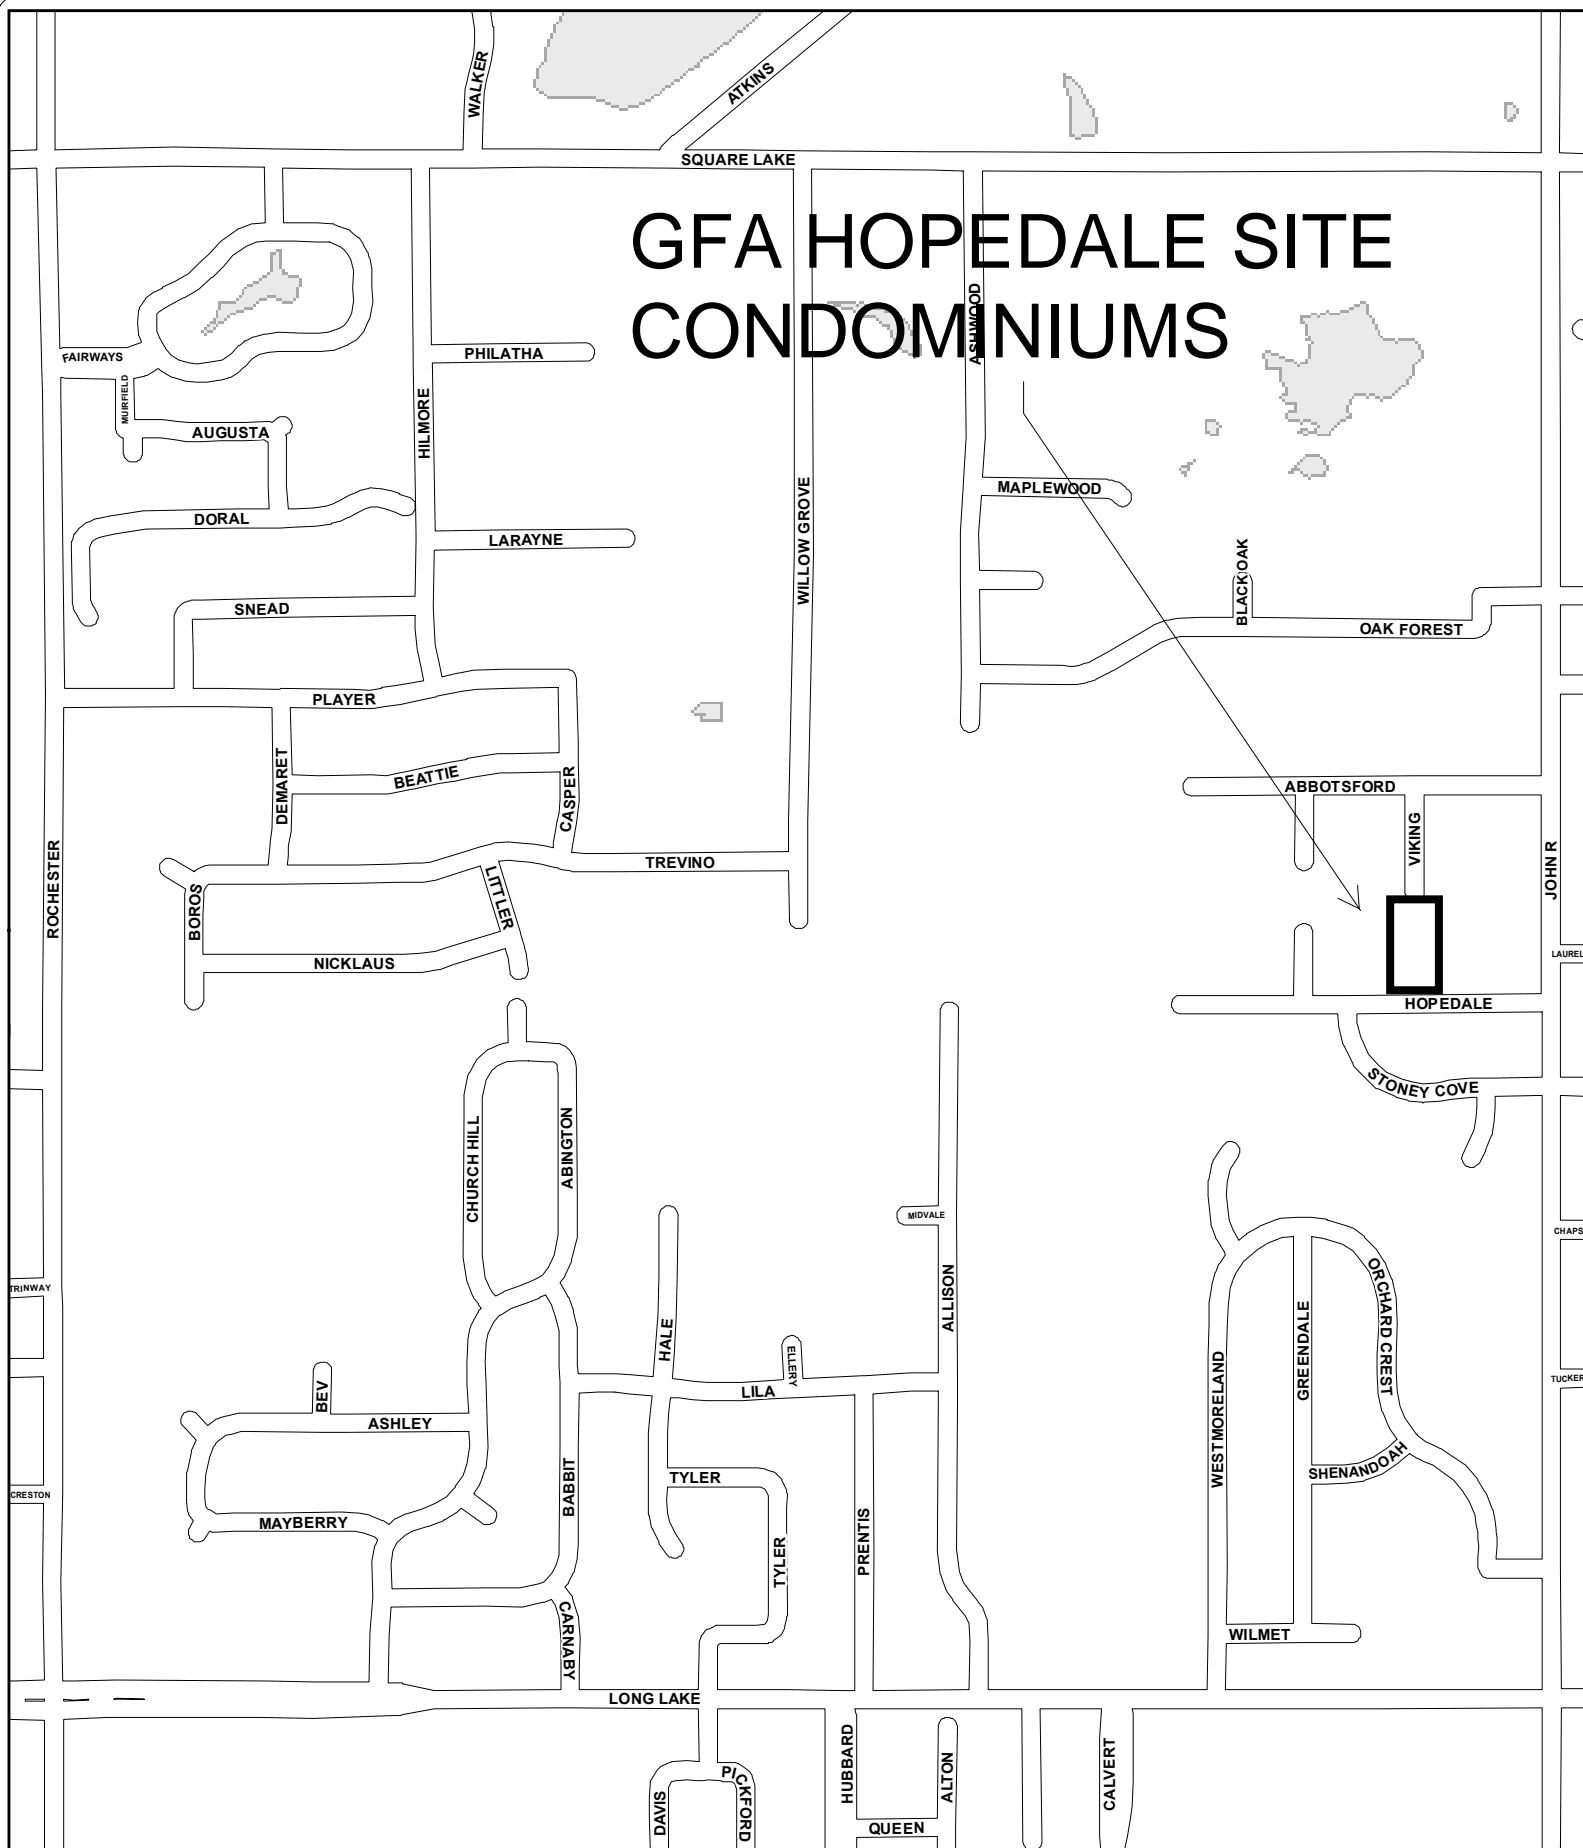 WALKER
ATKINS
SQUARE LAKE
GFA HOPEDALE SITE
CONDOMINIUMS
ASHWOOD
FAIRWAYS
PHILATHA
MUIRFIELD
HILMORE
AUGUSTA
MAPLEWOOD
WILLOW GROVE
DORAL
LARAYNE
BLACK OAK
SNEAD
OAK FOREST
PLAYER
DEMARET
BEATTIE
CASPER
ABBOTSFORD
VIKING
ROCHESTER
TREVINO
JOHN R
BOROS
LITTLER
NICKLAUS
LAUREL
HOPEDALE
STONEY COVE
CHURCH HILL
ABINGTON
MIDVALE
CHAPS
TRINWAY
ALLISON
HALE
ELLERY
ORCHARD CREST
GREENDALE
WESTMORELAND
BEV
LILA
TUCKER
ASHLEY
SHENANDOAH
TYLER
BABBIT
CRESTON
MAYBERRY
PRENTIS
TYLER
CARNABY
WILMET
LONG LAKE
HUBBARD
ALTON
CALVERT
PICKFORD
DAVIS
QUEEN